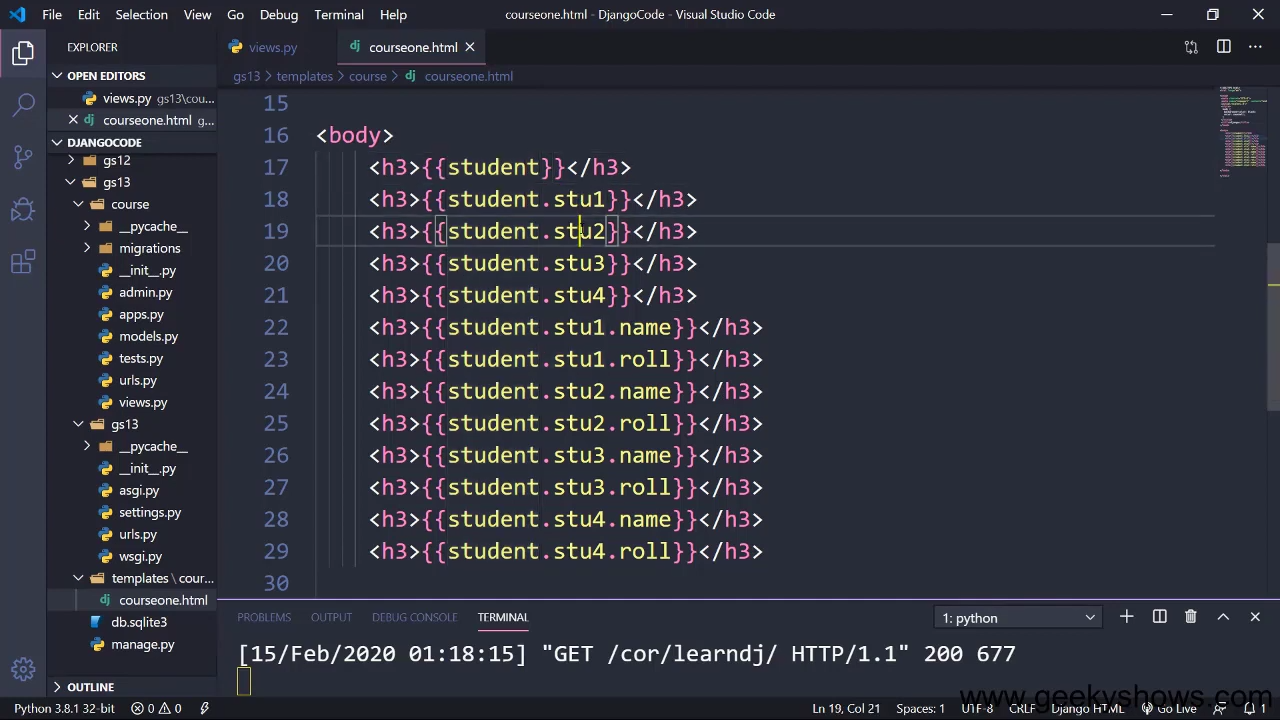 File Edit Selection View Go Debug Terminal Help courseone.html - DjangoCode - Visual Studio Code
EXPLORER
OPEN EDITORS
views.py gs13\cou...
courseone.html g...
DJANGOCODE
gs12
gs13
course
__pycache__
migrations
__init__.py
admin.py
apps.py
models.py
tests.py
urls.py
views.py
gs13
__pycache__
__init__.py
asgi.py
settings.py
urls.py
wsgi.py
templates \ cour...
courseone.html
db.sqlite3
manage.py
OUTLINE
views.py courseone.html
gs13 > templates > course > courseone.html
15
16 <body>
17 <h3>{{student}}</h3>
18 <h3>{{student.stu1}}</h3>
19 <h3>{{student.stu2}}</h3>
20 <h3>{{student.stu3}}</h3>
21 <h3>{{student.stu4}}</h3>
22 <h3>{{student.stu1.name}}</h3>
23 <h3>{{student.stu1.roll}}</h3>
24 <h3>{{student.stu2.name}}</h3>
25 <h3>{{student.stu2.roll}}</h3>
26 <h3>{{student.stu3.name}}</h3>
27 <h3>{{student.stu3.roll}}</h3>
28 <h3>{{student.stu4.name}}</h3>
29 <h3>{{student.stu4.roll}}</h3>
30
PROBLEMS OUTPUT DEBUG CONSOLE TERMINAL 1: python
[15/Feb/2020 01:18:15] "GET /cor/learndj/ HTTP/1.1" 200 677
www.geekyshows.com
Python 3.8.1 32-bit 0 0 Ln 19, Col 21 Spaces: 1 UTF-8 CRLF Django HTML Go Live 1